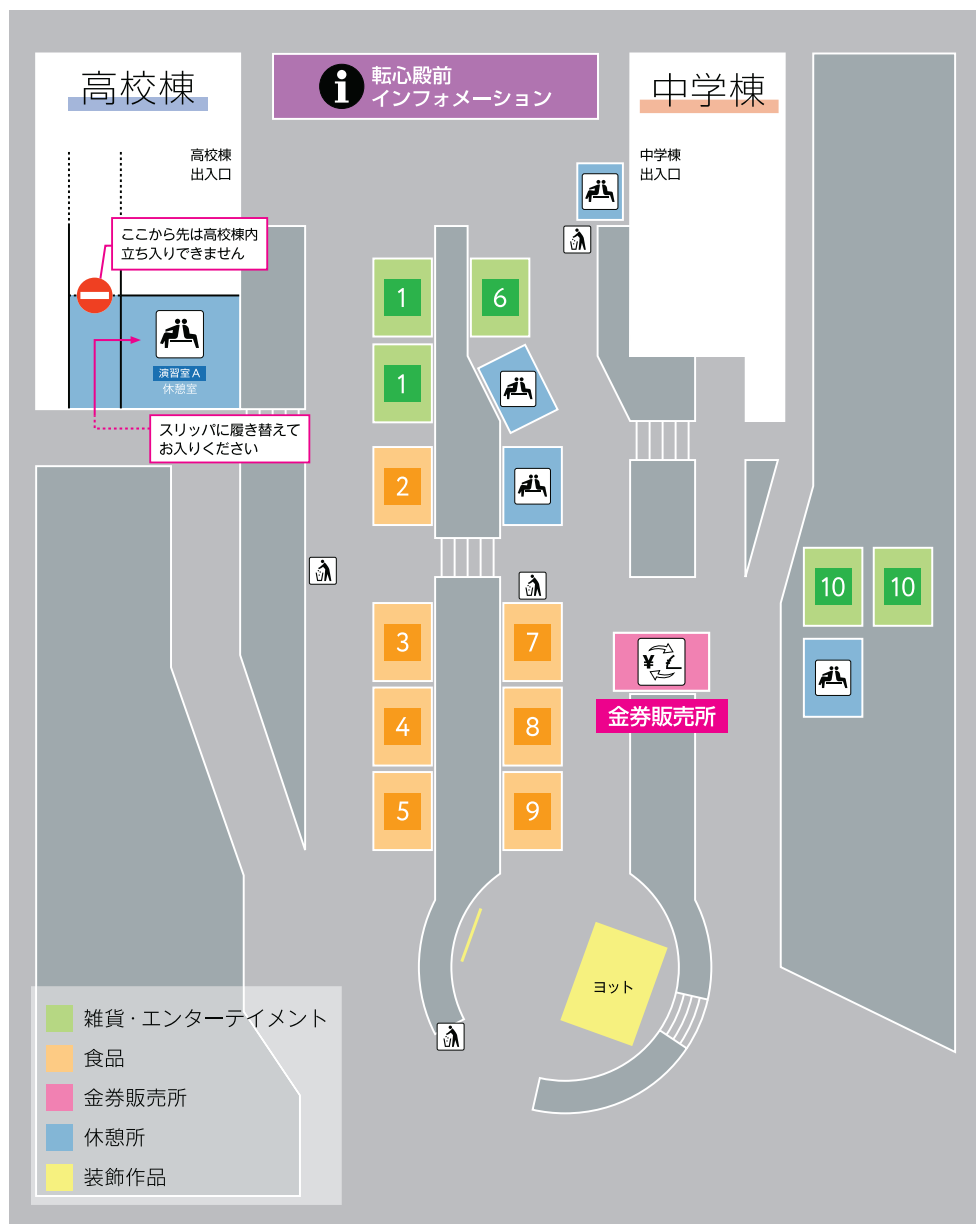 高校棟
転心殿前
インフォメーション
中学棟
高校棟
出入口
中学棟
出入口
ここから先は高校棟内
立ち入りできません
演習室A
休憩室
スリッパに履き替えて
お入りください
1
6
1
2
10
10
3
7
¥
金券販売所
4
8
5
9
ヨット
雑貨・エンターテイメント
食品
金券販売所
休憩所
装飾作品